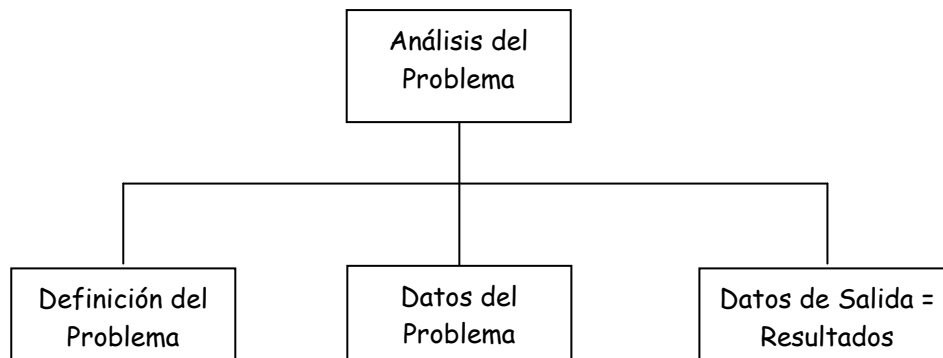 Análisis del
Problema
Definición del
Problema
Datos del
Problema
Datos de Salida =
Resultados